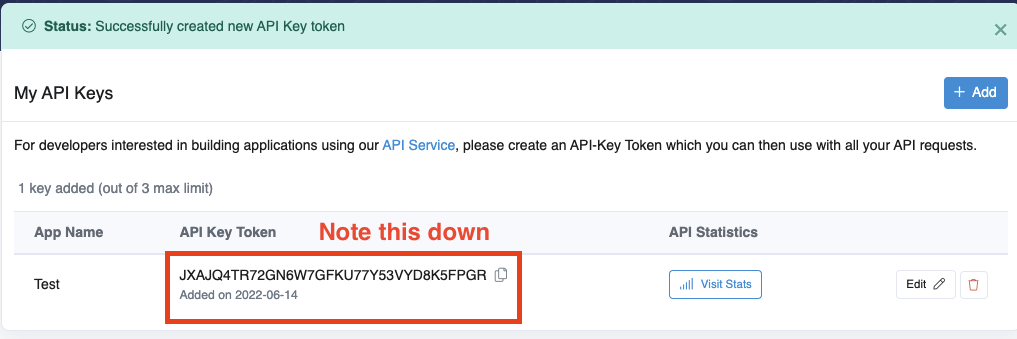 Status: Successfully created new API Key token
My API Keys
+ Add
For developers interested in building applications using our API Service, please create an API-Key Token which you can then use with all your API requests.
1 key added (out of 3 max limit)
App Name API Key Token Note this down API Statistics
Test JXAJQ4TR72GN6W7GFKU77Y53VYD8K5FPGR Visit Stats Edit
Added on 2022-06-14